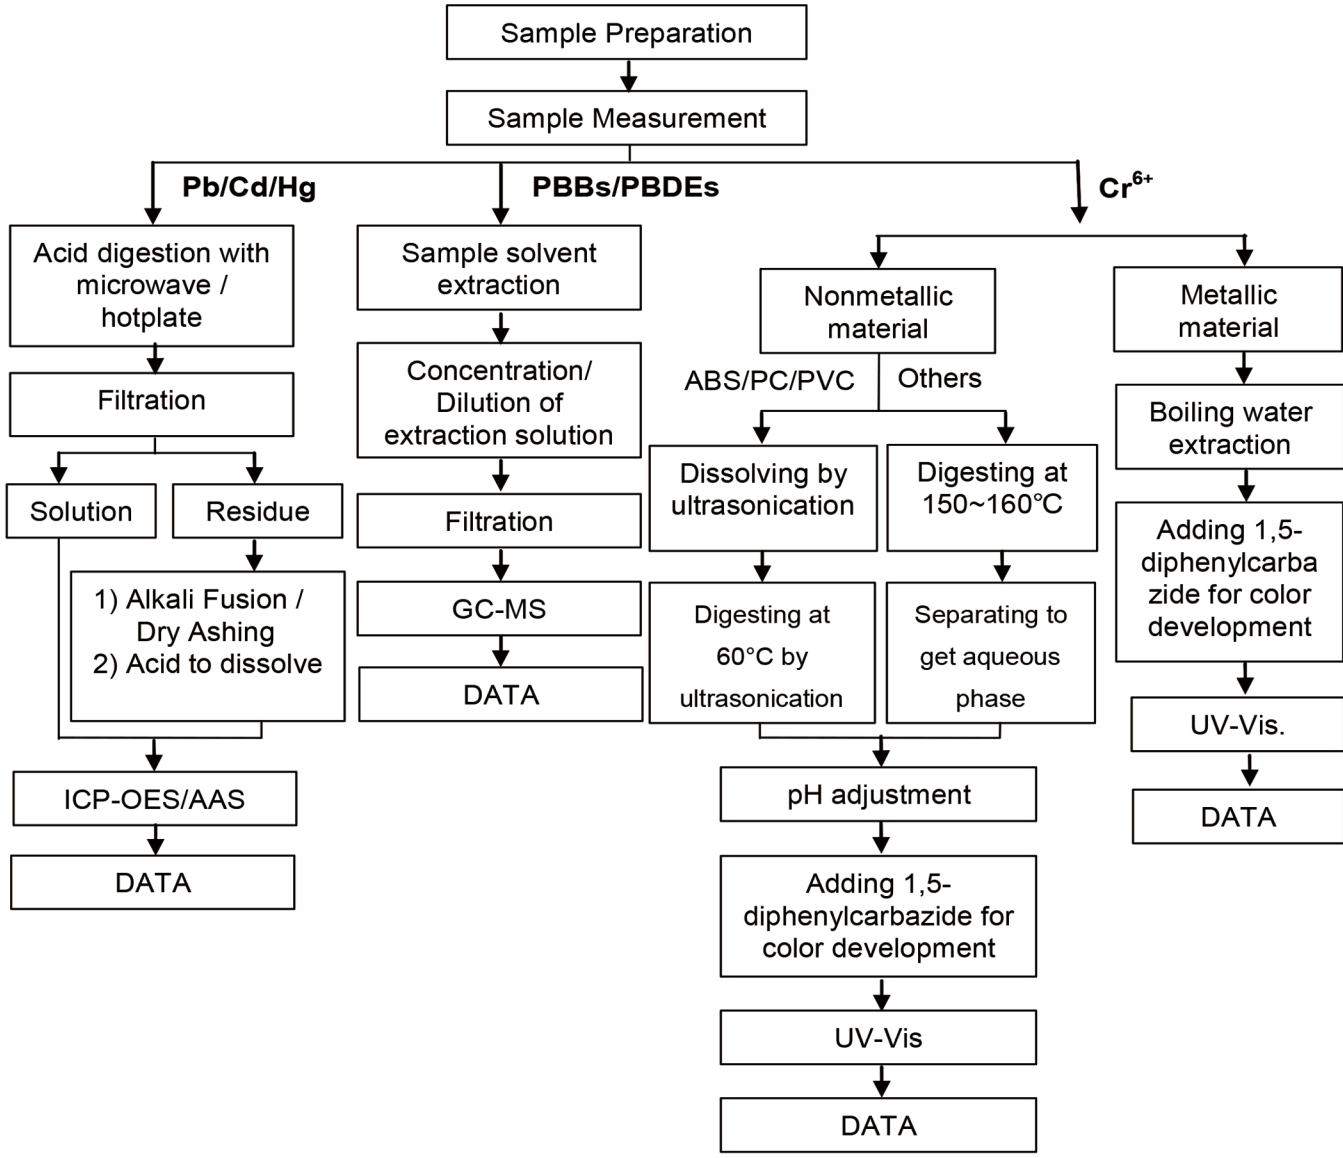 Sample Preparation
Sample Measurement
Pb/Cd/Hg
PBBs/PBDEs
Cr⁶⁺
Acid digestion with
microwave /
hotplate
Filtration
Solution
Residue
1) Alkali Fusion /
Dry Ashing
2) Acid to dissolve
ICP-OES/AAS
DATA
Sample solvent
extraction
Concentration/
Dilution of
extraction solution
Filtration
GC-MS
DATA
Nonmetallic
material
ABS/PC/PVC
Others
Dissolving by
ultrasonication
Digesting at
60°C by
ultrasonication
Digesting at
150~160℃
Separating to
get aqueous
phase
pH adjustment
Adding 1,5-
diphenylcarbazide for
color development
UV-Vis
DATA
Metallic
material
Boiling water
extraction
Adding 1,5-
diphenylcarba
zide for color
development
UV-Vis.
DATA